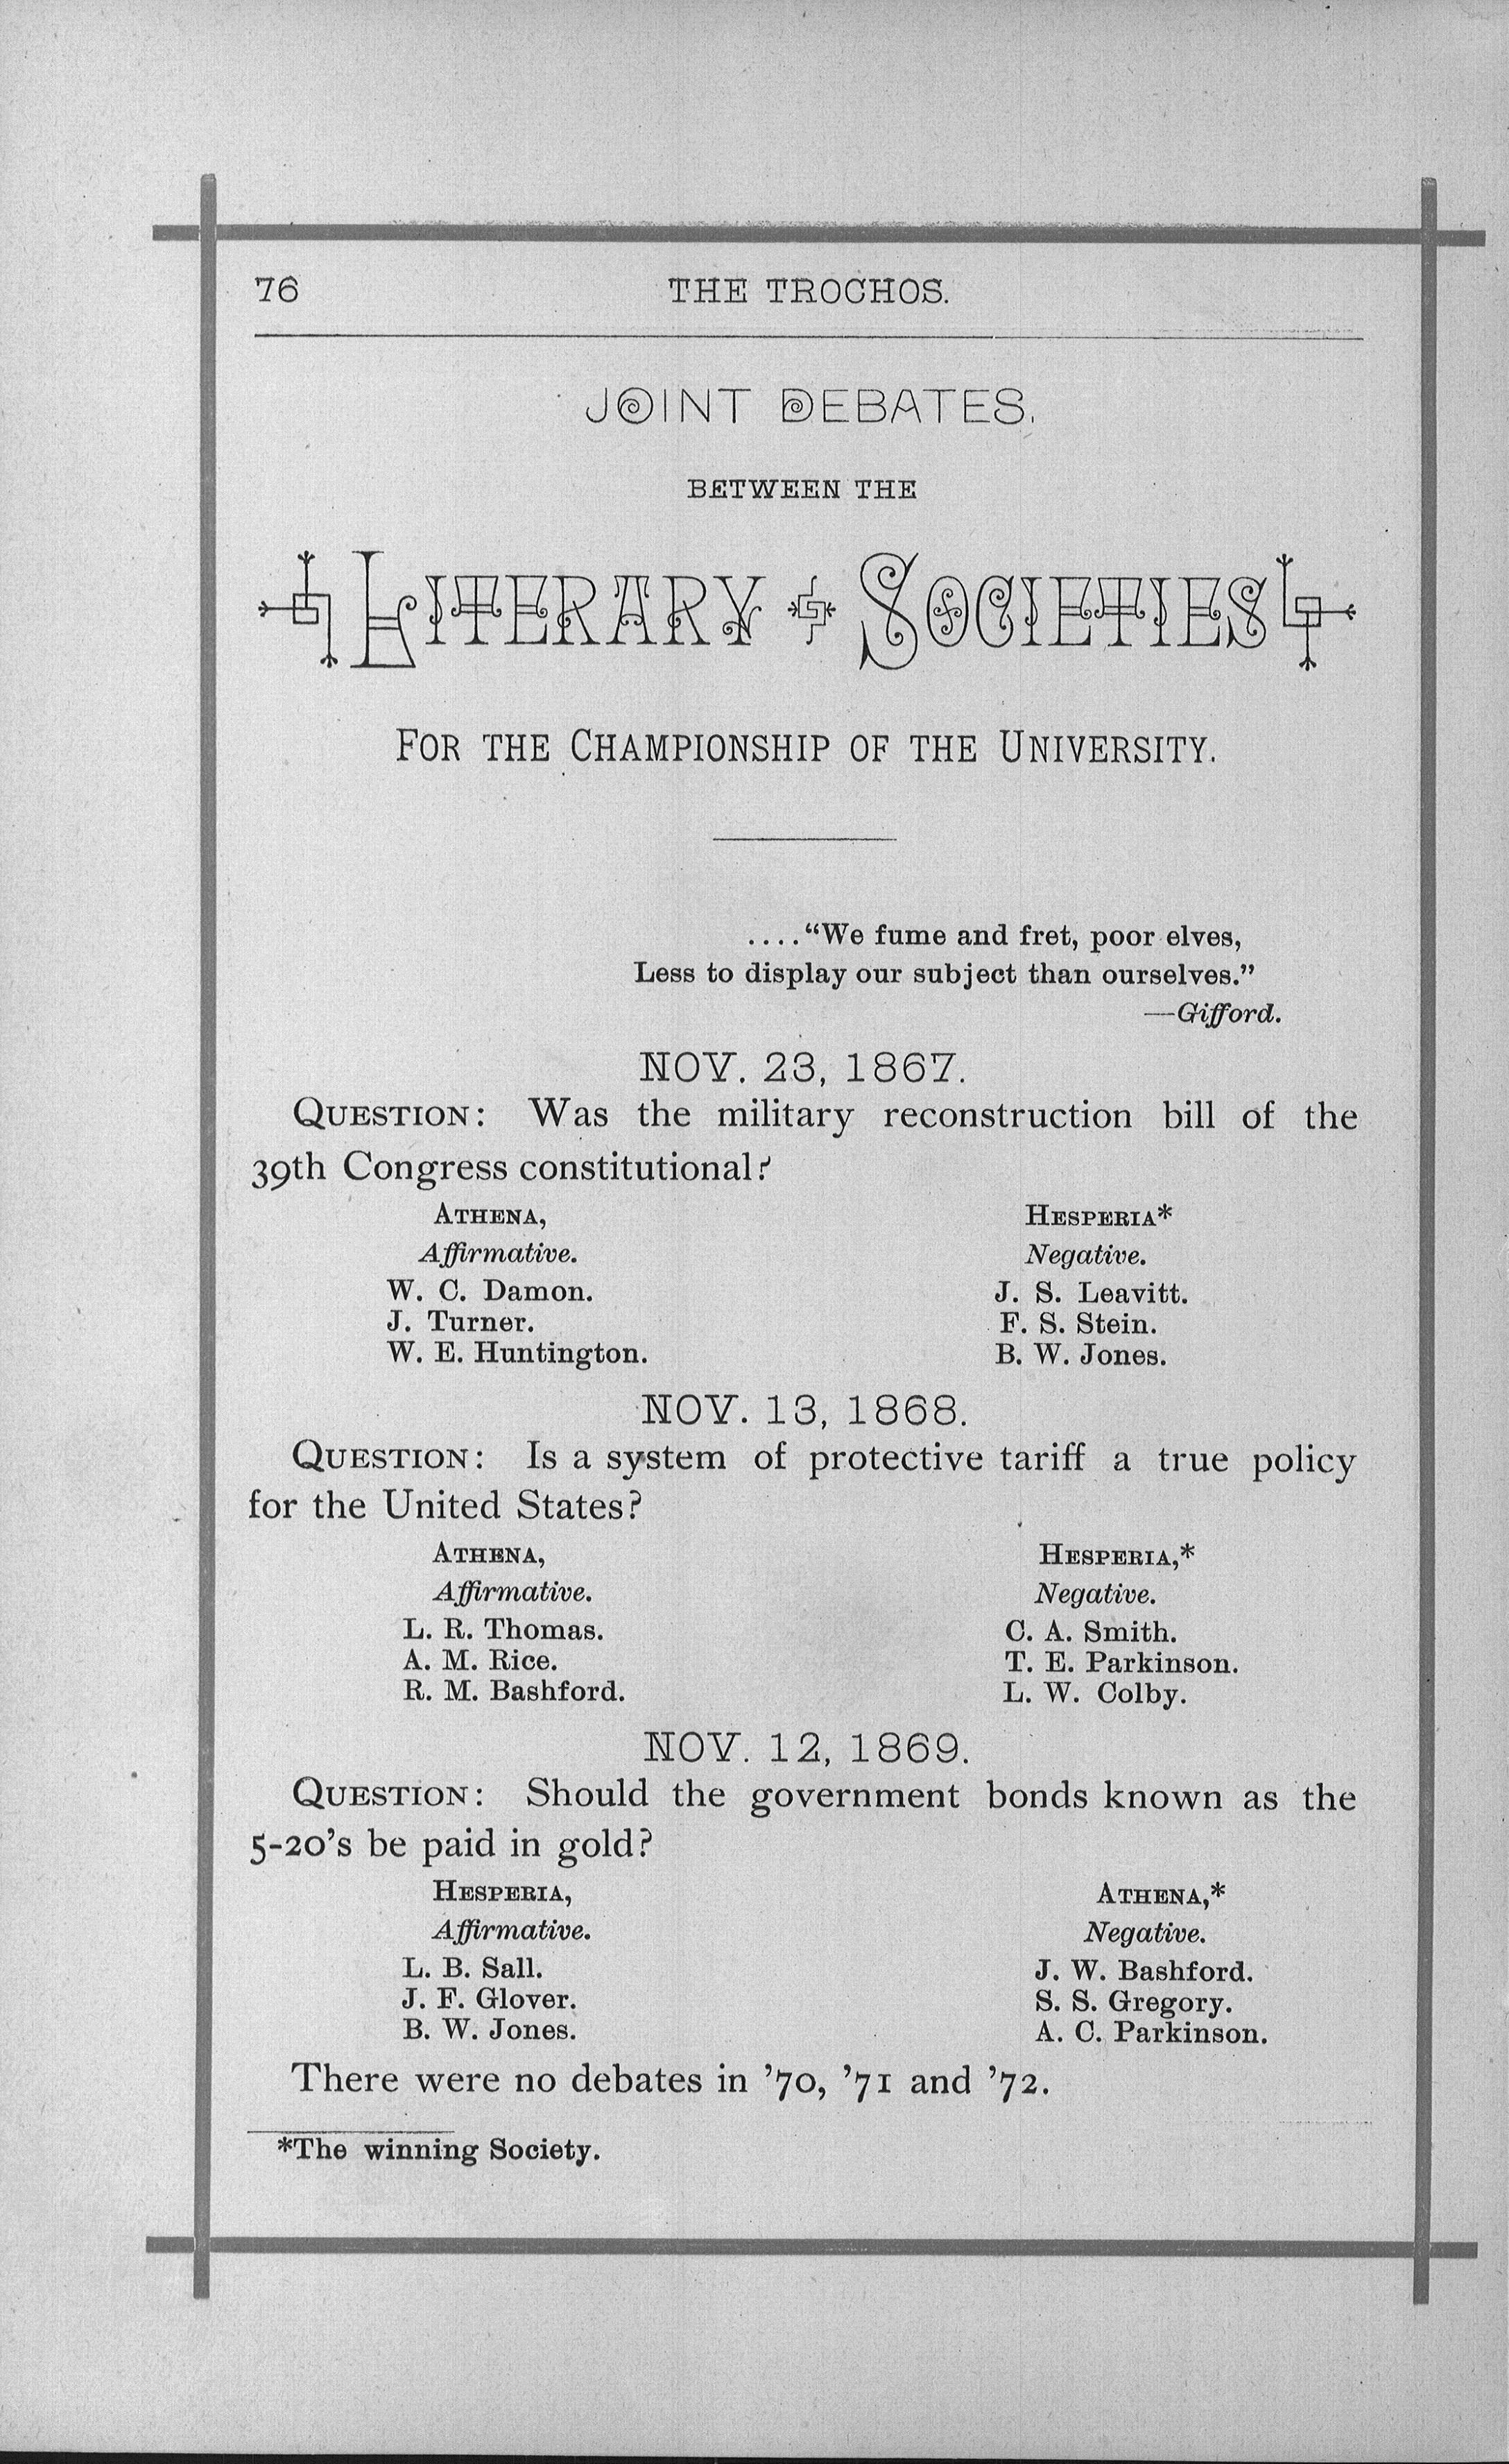 76 THE TROCHOS.
JOINT DEBATES,
BETWEEN THE
LITERARY SOCIETIES
FOR THE CHAMPIONSHIP OF THE UNIVERSITY.
...."We fume and fret, poor elves,
Less to display our subject than ourselves."
—Gifford.
NOV. 23, 1867.
QUESTION: Was the military reconstruction bill of the
39th Congress constitutional?
ATHENA, HESPERIA*
Affirmative. Negative.
W. C. Damon. J. S. Leavitt.
J. Turner. F. S. Stein.
W. E. Huntington. B. W. Jones.
NOV. 13, 1868.
QUESTION: Is a system of protective tariff a true policy
for the United States?
ATHENA, HESPERIA,*
Affirmative. Negative.
L. R. Thomas. C. A. Smith.
A. M. Rice. T. E. Parkinson.
R. M. Bashford. L. W. Colby.
NOV. 12, 1869.
QUESTION: Should the government bonds known as the
5-20's be paid in gold?
HESPERIA, ATHENA,*
Affirmative. Negative.
L. B. Sall. J. W. Bashford.
J. F. Glover. S. S. Gregory.
B. W. Jones. A. C. Parkinson.
There were no debates in '70, '71 and '72.
*The winning Society.